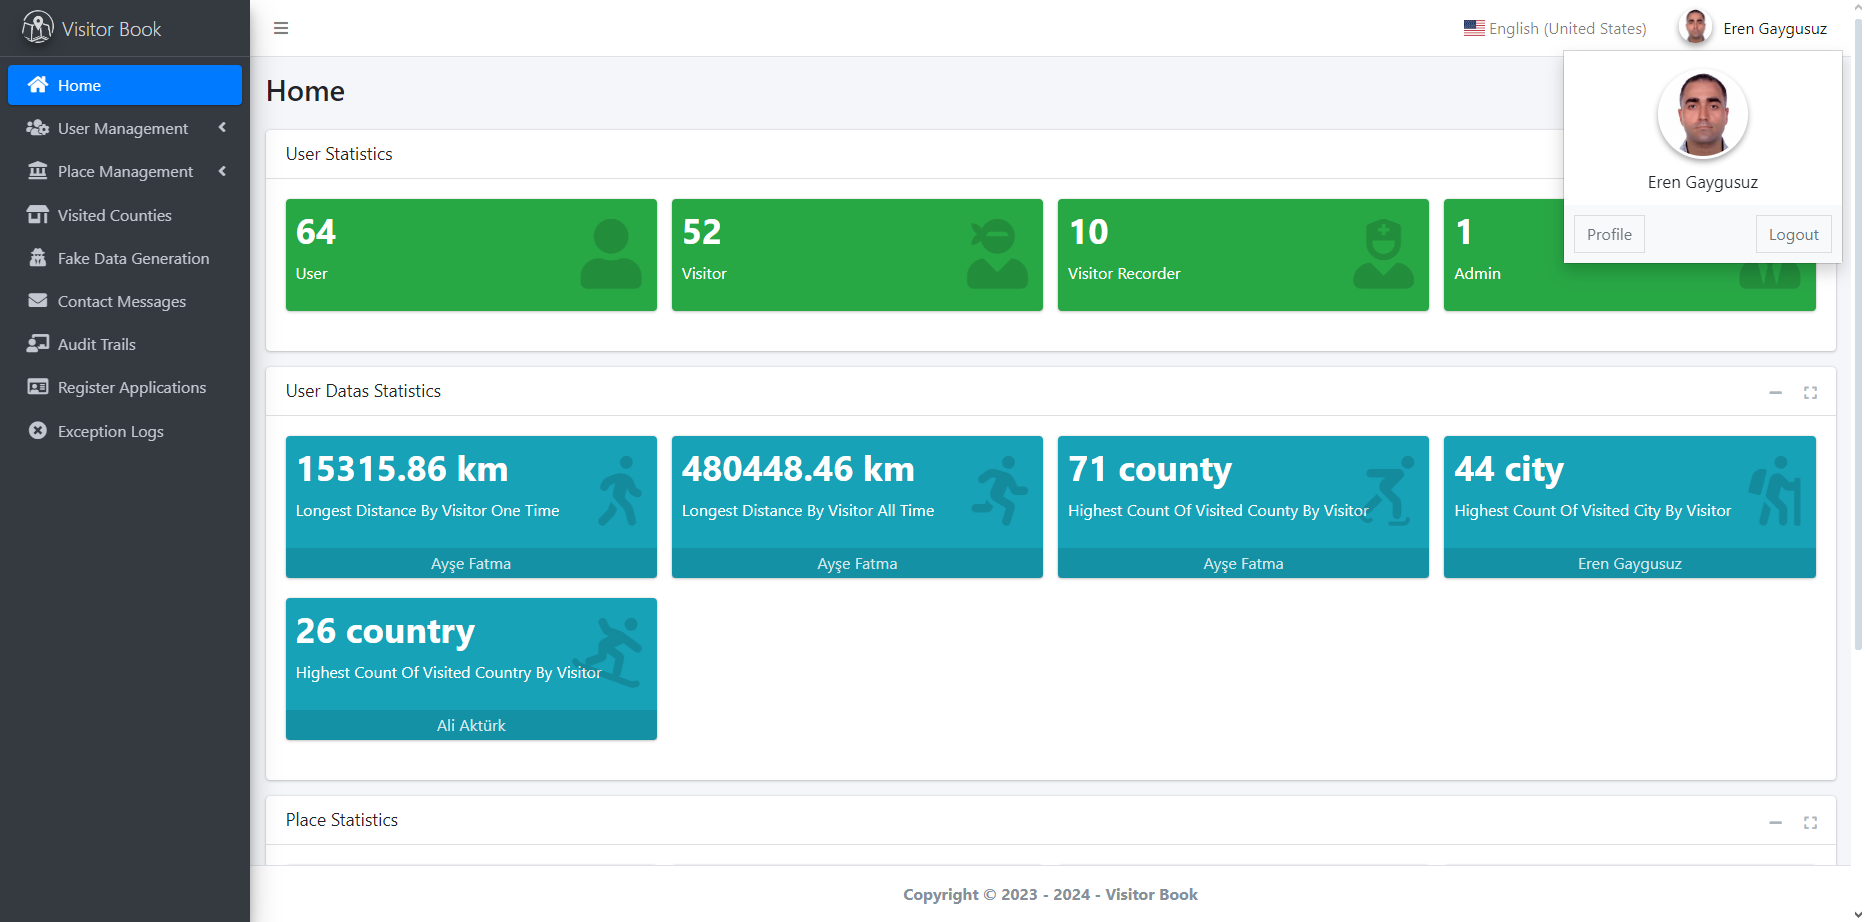 Visitor Book
English (United States)
Eren Gaygusuz
Home
User Management
Place Management
Visited Counties
Fake Data Generation
Contact Messages
Audit Trails
Register Applications
Exception Logs
Home
Eren Gaygusuz
Profile
Logout
User Statistics
64
User
52
Visitor
10
Visitor Recorder
1
Admin
User Datas Statistics
15315.86 km
Longest Distance By Visitor One Time
Ayşe Fatma
480448.46 km
Longest Distance By Visitor All Time
Ayşe Fatma
71 county
Highest Count Of Visited County By Visitor
Ayşe Fatma
44 city
Highest Count Of Visited City By Visitor
Eren Gaygusuz
26 country
Highest Count Of Visited Country By Visitor
Ali Aktürk
Place Statistics
Copyright © 2023 - 2024 - Visitor Book